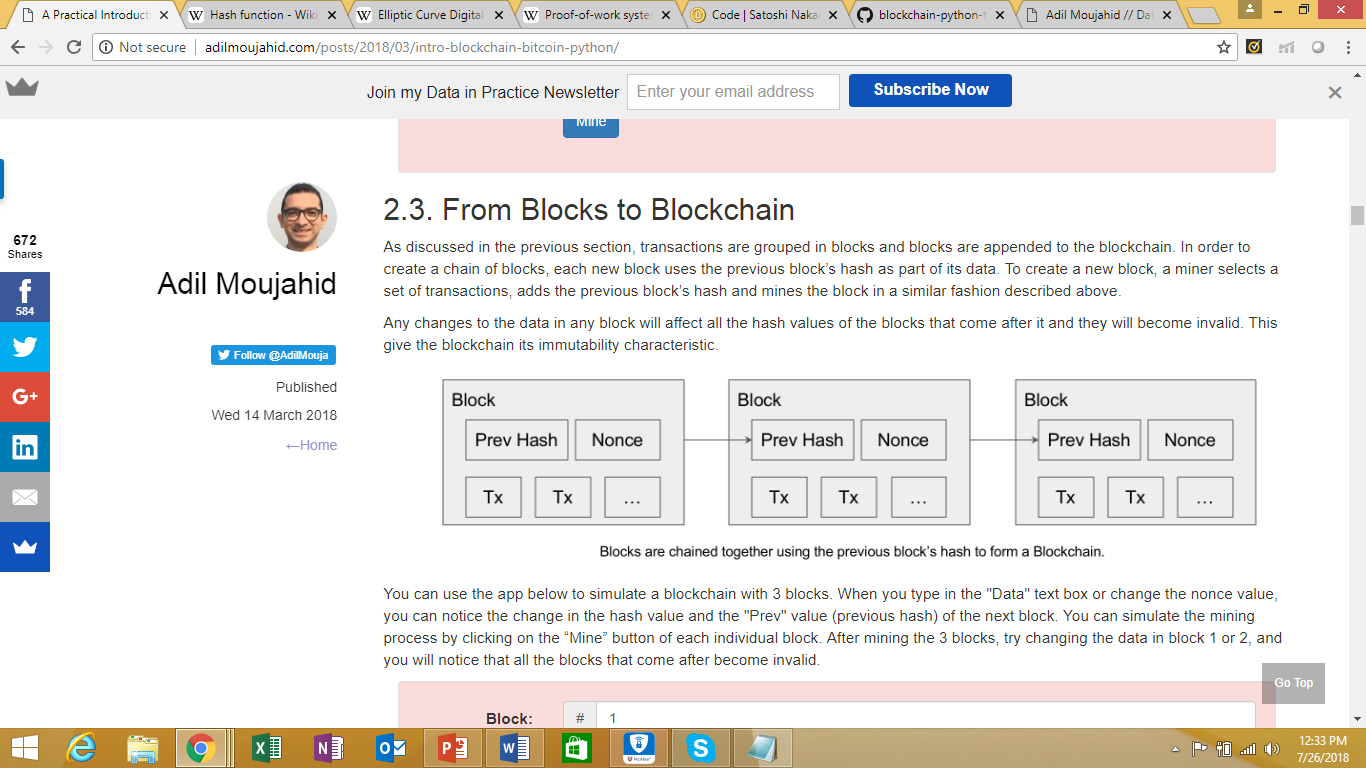 A Practical Introduct
Hash function - Wiki
Elliptic Curve Digital
Proof-of-work syste
Code | Satoshi Naka
blockchain-python-t
Adil Moujahid // Dat
Not secure | adilmoujahid.com/posts/2018/03/intro-blockchain-bitcoin-python/
Join my Data in Practice Newsletter
Enter your email address
Subscribe Now
Mine
672
Shares
584
G+
in
Adil Moujahid
Follow @AdilMouja
Published
Wed 14 March 2018
←Home
2.3. From Blocks to Blockchain
As discussed in the previous section, transactions are grouped in blocks and blocks are appended to the blockchain. In order to
create a chain of blocks, each new block uses the previous block’s hash as part of its data. To create a new block, a miner selects a
set of transactions, adds the previous block’s hash and mines the block in a similar fashion described above.
Any changes to the data in any block will affect all the hash values of the blocks that come after it and they will become invalid. This
give the blockchain its immutability characteristic.
Block
Prev Hash Nonce
Tx Tx ...
Block
Prev Hash Nonce
Tx Tx ...
Block
Prev Hash Nonce
Tx Tx ...
Blocks are chained together using the previous block’s hash to form a Blockchain.
You can use the app below to simulate a blockchain with 3 blocks. When you type in the "Data" text box or change the nonce value,
you can notice the change in the hash value and the "Prev" value (previous hash) of the next block. You can simulate the mining
process by clicking on the “Mine” button of each individual block. After mining the 3 blocks, try changing the data in block 1 or 2, and
you will notice that all the blocks that come after become invalid.
Go Top
Block: # 1
12:33 PM
7/26/2018